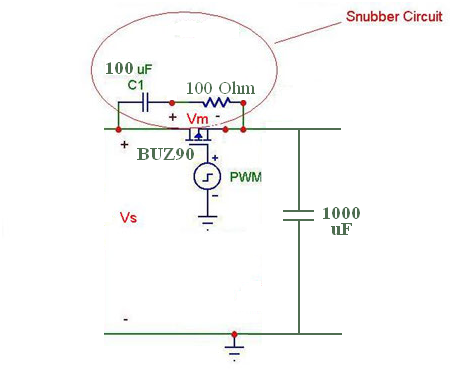 Snubber Circuit
100 uF
C1
100 Ohm
+ -
Vm
+
BUZ90
+
PWM
-
Vs
1000
uF
-